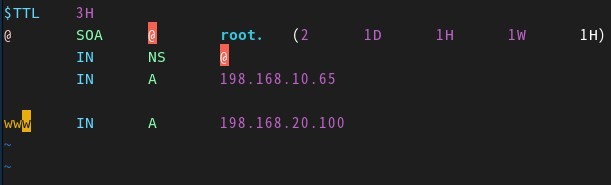 $TTL 3H
@ SOA @ root. (2 1D 1H 1W 1H)
IN NS @
IN A 198.168.10.65
www IN A 198.168.20.100
~
~